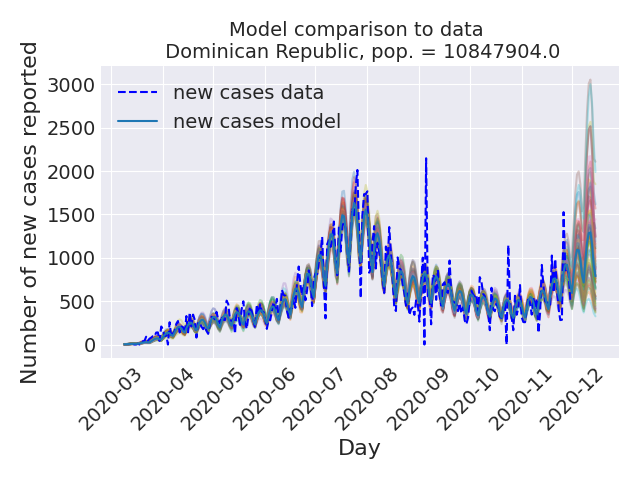 Model comparison to data
Dominican Republic, pop. = 10847904.0
Number of new cases reported
3000
2500
2000
1500
1000
500
0
new cases data
new cases model
2020-03
2020-04
2020-05
2020-06
2020-07
2020-08
2020-09
2020-10
2020-11
2020-12
Day